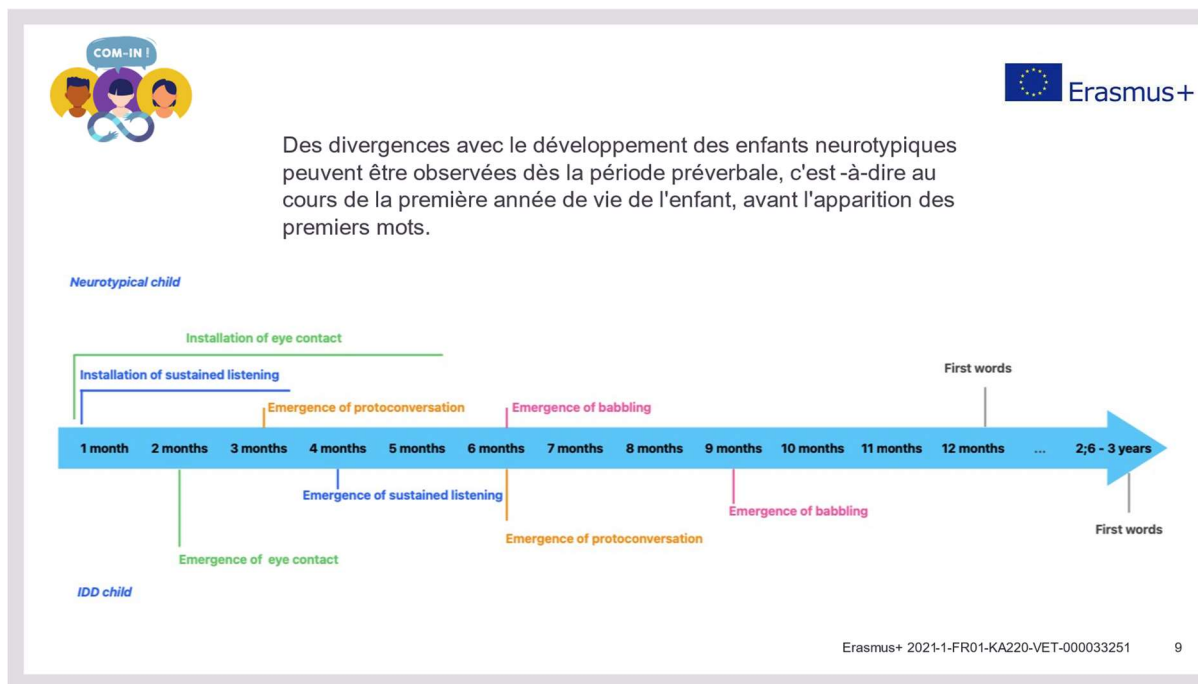 COM-IN !
Erasmus+
Des divergences avec le développement des enfants neurotypiques
peuvent être observées dès la période préverbale, c'est -à-dire au
cours de la première année de vie de l'enfant, avant l'apparition des
premiers mots.
Neurotypical child
Installation of eye contact
Installation of sustained listening
First words
Emergence of protoconversation
Emergence of babbling
1 month 2 months 3 months 4 months 5 months 6 months 7 months 8 months 9 months 10 months 11 months 12 months ... 2;6 - 3 years
Emergence of sustained listening
Emergence of babbling
First words
Emergence of protoconversation
Emergence of eye contact
IDD child
Erasmus+ 2021-1-FR01-KA220-VET-000033251 9